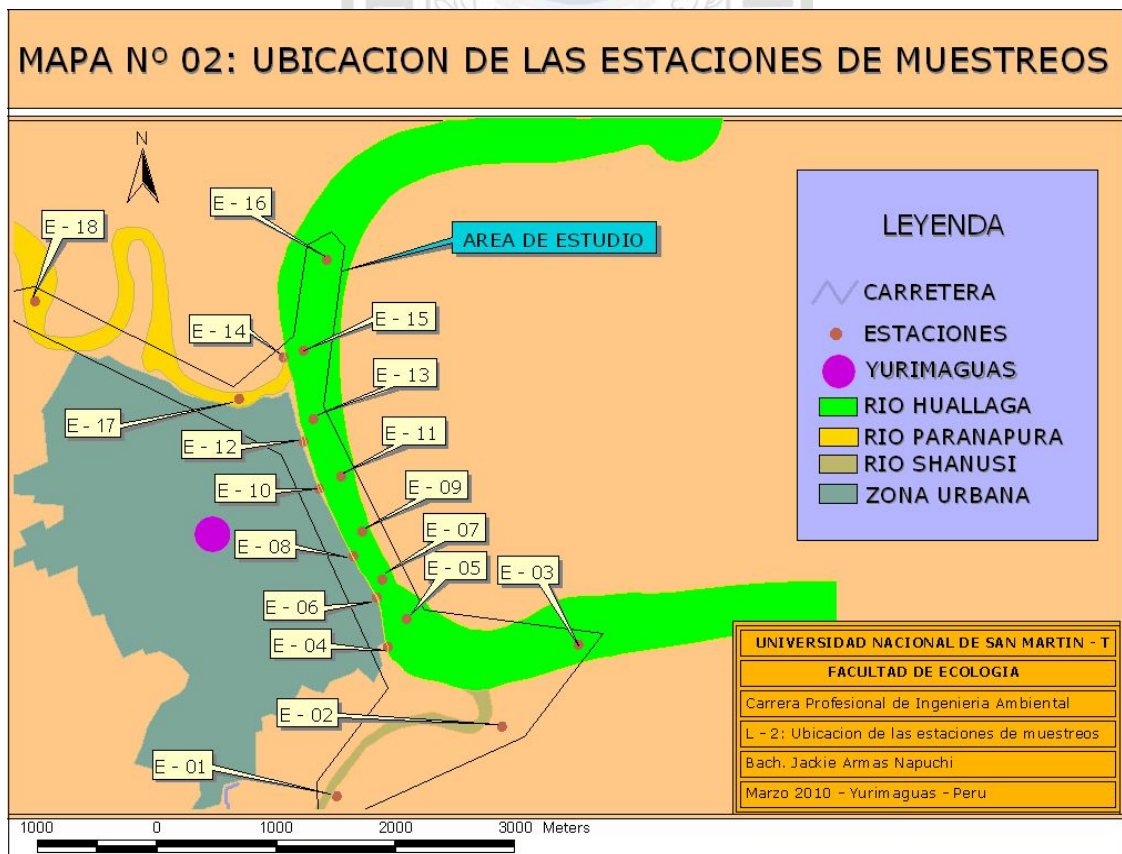 MAPA Nº 02: UBICACION DE LAS ESTACIONES DE MUESTREOS
N
E - 16
E - 18
AREA DE ESTUDIO
E - 15
E - 14
E - 13
E - 17
E - 12
E - 11
E - 10
E - 09
E - 08
E - 07
E - 05
E - 03
E - 06
E - 04
E - 02
E - 01
LEYENDA
CARRETERA
ESTACIONES
YURIMAGUAS
RIO HUALLAGA
RIO PARANAPURA
RIO SHANUSI
ZONA URBANA
UNIVERSIDAD NACIONAL DE SAN MARTIN - T
FACULTAD DE ECOLOGIA
Carrera Profesional de Ingenieria Ambiental
L - 2: Ubicacion de las estaciones de muestreos
Bach. Jackie Armas Napuchi
Marzo 2010 - Yurimaguas - Peru
1000 0 1000 2000 3000 Meters